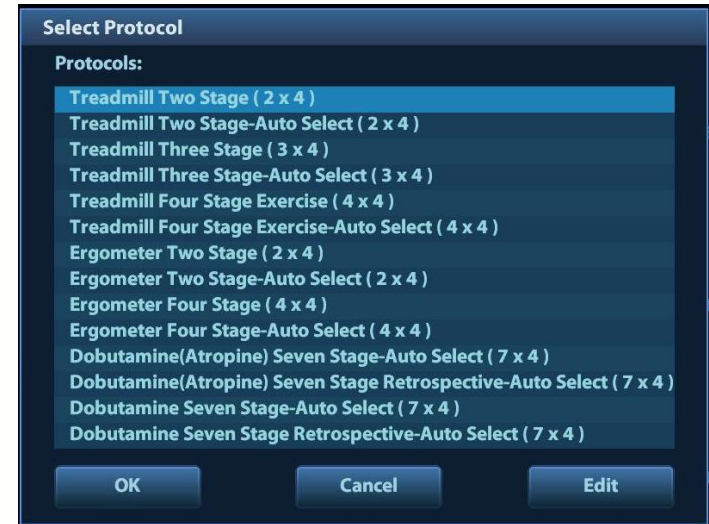 Select Protocol
Protocols:
Treadmill Two Stage ( 2 x 4 )
Treadmill Two Stage-Auto Select ( 2 x 4 )
Treadmill Three Stage ( 3 x 4 )
Treadmill Three Stage-Auto Select ( 3 x 4 )
Treadmill Four Stage Exercise ( 4 x 4 )
Treadmill Four Stage Exercise-Auto Select ( 4 x 4 )
Ergometer Two Stage ( 2 x 4 )
Ergometer Two Stage-Auto Select ( 2 x 4 )
Ergometer Four Stage ( 4 x 4 )
Ergometer Four Stage-Auto Select ( 4 x 4 )
Dobutamine(Atropine) Seven Stage-Auto Select ( 7 x 4 )
Dobutamine(Atropine) Seven Stage Retrospective-Auto Select ( 7 x 4 )
Dobutamine Seven Stage-Auto Select ( 7 x 4 )
Dobutamine Seven Stage Retrospective-Auto Select ( 7 x 4 )
OK Cancel Edit